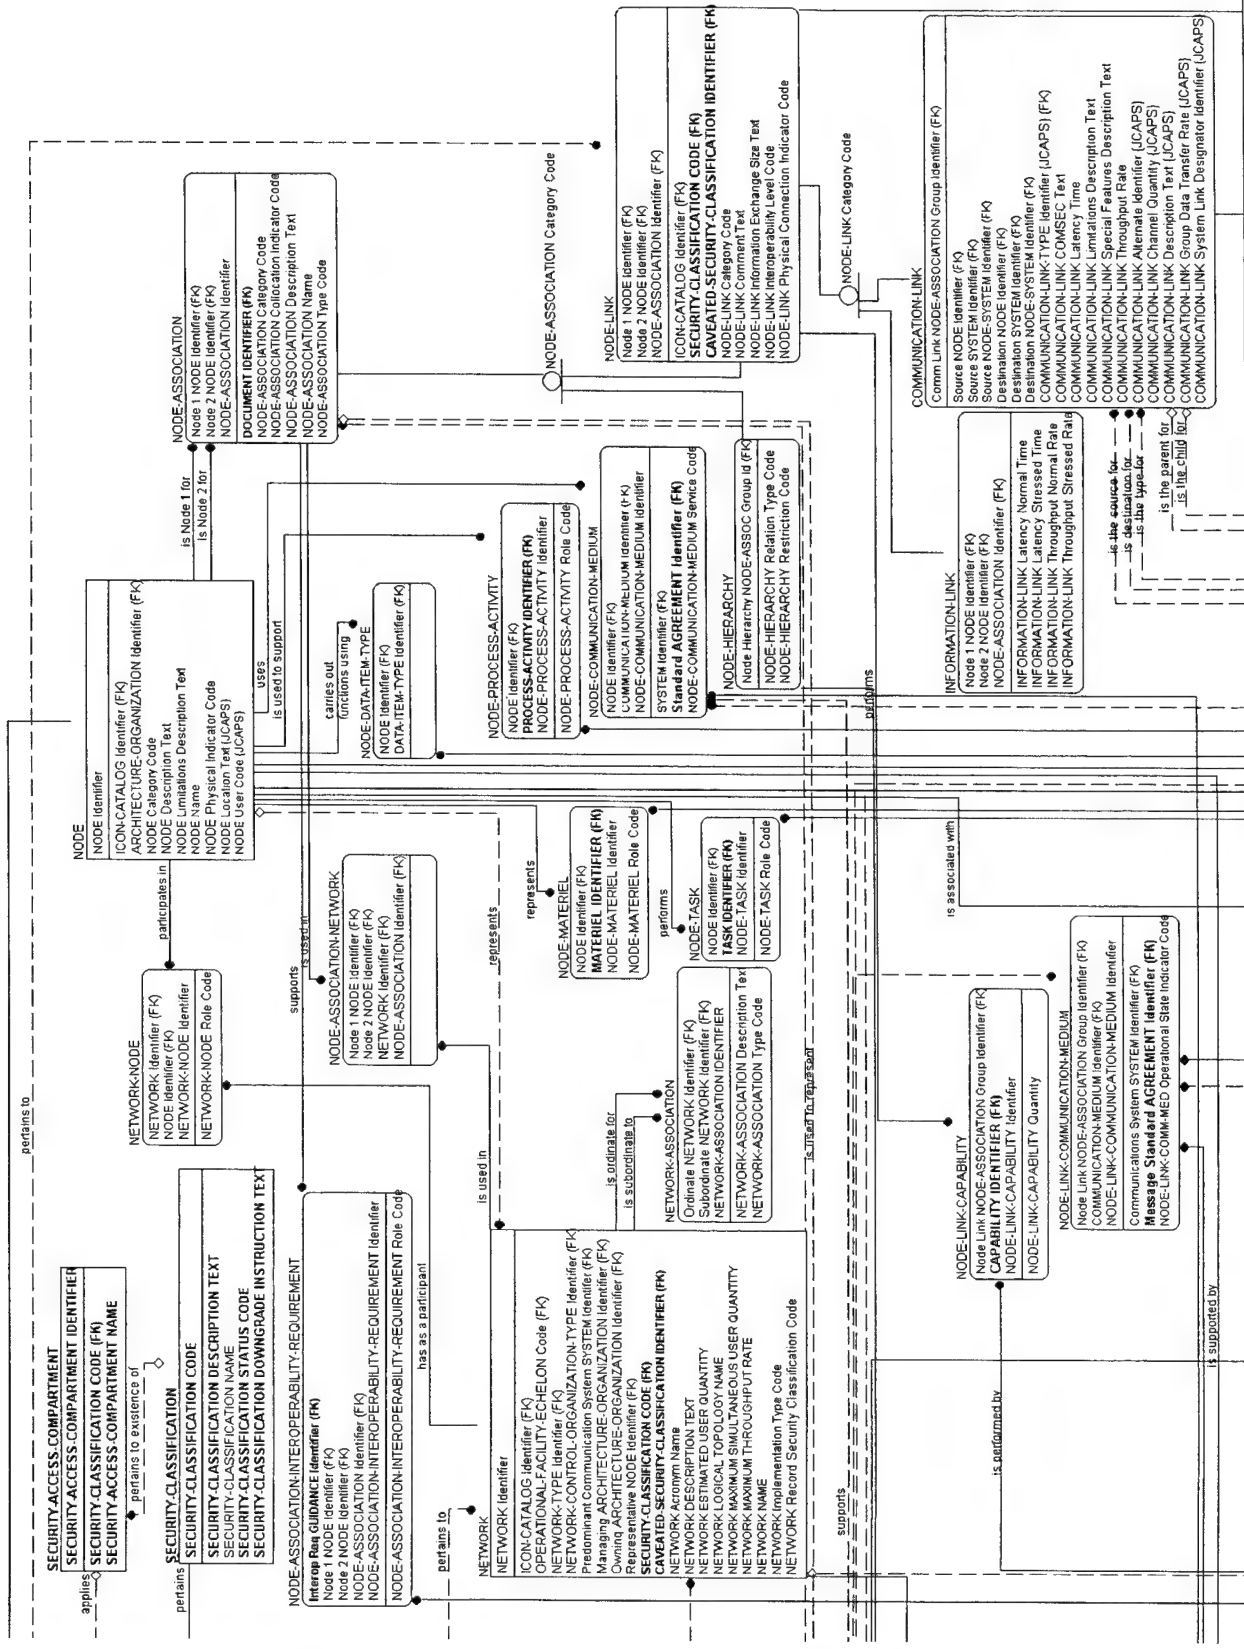 SECURITY-ACCESS-COMPARTMENT
SECURITY-ACCESS-COMPARTMENT IDENTIFIER
SECURITY-CLASSIFICATION CODE (FK)
SECURITY-ACCESS-COMPARTMENT NAME
applies
pertains to existence of
SECURITY-CLASSIFICATION
SECURITY-CLASSIFICATION CODE
SECURITY-CLASSIFICATION DESCRIPTION TEXT
SECURITY-CLASSIFICATION NAME
SECURITY-CLASSIFICATION STATUS CODE
SECURITY-CLASSIFICATION DOWNGRADE INSTRUCTION TEXT
pertains
pertains to
NETWORK-NODE
NETWORK Identifier (FK)
NODE Identifier (FK)
NETWORK-NODE Identifier
NETWORK-NODE Role Code
participates in
NODE
NODE Identifier
ICON-CATALOG Identifier (FK)
ARCHITECTURE-ORGANIZATION Identifier (FK)
NODE Category Code
NODE Description Text
NODE Limitations Description Text
NODE Name
NODE Physical Indicator Code
NODE Location Text {JCAPS}
NODE User Code {JCAPS}
is Node 1 for
is Node 2 for
NODE-ASSOCIATION
Node 1 NODE Identifier (FK)
Node 2 NODE Identifier (FK)
NODE-ASSOCIATION Identifier
DOCUMENT IDENTIFIER (FK)
NODE-ASSOCIATION Category Code
NODE-ASSOCIATION Collocation Indicator Code
NODE-ASSOCIATION Description Text
NODE-ASSOCIATION Name
NODE-ASSOCIATION Type Code
uses
is used to support
carries out
functions using
NODE-ASSOCIATION-INTEROPERABILITY-REQUIREMENT
Interop Req GUIDANCE Identifier (FK)
Node 1 NODE Identifier (FK)
Node 2 NODE Identifier (FK)
NODE-ASSOCIATION Identifier (FK)
NODE-ASSOCIATION-INTEROPERABILITY-REQUIREMENT Identifier
NODE-ASSOCIATION-INTEROPERABILITY-REQUIREMENT Role Code
supports
is used in
NODE-ASSOCIATION-NETWORK
Node 1 NODE Identifier (FK)
Node 2 NODE Identifier (FK)
NETWORK Identifier (FK)
NODE-ASSOCIATION Identifier (FK)
NODE-DATA-ITEM-TYPE
NODE Identifier (FK)
DATA-ITEM-TYPE Identifier (FK)
has as a participant
is used in
represents
pertains to
NODE-PROCESS-ACTIVITY
NODE Identifier (FK)
PROCESS-ACTIVITY IDENTIFIER (FK)
NODE-PROCESS-ACTIVITY Identifier
NODE-PROCESS-ACTIVITY Role Code
NODE-ASSOCIATION Category Code
NETWORK
NETWORK Identifier
ICON-CATALOG Identifier (FK)
OPERATIONAL-FACILITY-ECHELON Code (FK)
NETWORK-TYPE Identifier (FK)
NETWORK-CONTROL-ORGANIZATION-TYPE Identifier (FK)
Predominant Communication System SYSTEM Identifier (FK)
Managing ARCHITECTURE-ORGANIZATION Identifier (FK)
Owning ARCHITECTURE-ORGANIZATION Identifier (FK)
Representative NODE Identifier (FK)
SECURITY-CLASSIFICATION CODE (FK)
CAVEATED-SECURITY-CLASSIFICATION IDENTIFIER (FK)
NETWORK Acronym Name
NETWORK DESCRIPTION TEXT
NETWORK ESTIMATED USER QUANTITY
NETWORK LOGICAL TOPOLOGY NAME
NETWORK MAXIMUM SIMULTANEOUS USER QUANTITY
NETWORK MAXIMUM THROUGHPUT RATE
NETWORK NAME
NETWORK Implementation Type Code
NETWORK Record Security Classification Code
represents
NODE-MATERIEL
NODE Identifier (FK)
MATERIEL IDENTIFIER (FK)
NODE-MATERIEL Identifier
NODE-MATERIEL Role Code
NODE-COMMUNICATION-MEDIUM
NODE Identifier (FK)
COMMUNICATION-MEDIUM Identifier (FK)
NODE-COMMUNICATION-MEDIUM Identifier
SYSTEM Identifier (FK)
Standard AGREEMENT Identifier (FK)
NODE-COMMUNICATION-MEDIUM Service Code
NODE-LINK
Node 1 NODE Identifier (FK)
Node 2 NODE Identifier (FK)
NODE-ASSOCIATION Identifier (FK)
ICON-CATALOG Identifier (FK)
SECURITY-CLASSIFICATION CODE (FK)
CAVEATED-SECURITY-CLASSIFICATION IDENTIFIER (FK)
NODE-LINK Category Code
NODE-LINK Comment Text
NODE-LINK Information Exchange Size Text
NODE-LINK Interoperability Level Code
NODE-LINK Physical Connection Indicator Code
is ordinate for
is subordinate to
performs
NETWORK-ASSOCIATION
Ordinate NETWORK Identifier (FK)
Subordinate NETWORK Identifier (FK)
NETWORK-ASSOCIATION IDENTIFIER
NETWORK-ASSOCIATION Description Text
NETWORK-ASSOCIATION Type Code
NODE-TASK
NODE Identifier (FK)
TASK IDENTIFIER (FK)
NODE-TASK Identifier
NODE-TASK Role Code
NODE-HIERARCHY
Node Hierarchy NODE-ASSOC Group Id (FK)
NODE-HIERARCHY Relation Type Code
NODE-HIERARCHY Restriction Code
is used to represent
supports
performs
NODE-LINK Category Code
NODE-LINK-CAPABILITY
Node Link NODE-ASSOCIATION Group Identifier (FK)
CAPABILITY IDENTIFIER (FK)
NODE-LINK-CAPABILITY Identifier
NODE-LINK-CAPABILITY Quantity
is performed by
is associated with
INFORMATION-LINK
Node 1 NODE Identifier (FK)
Node 2 NODE Identifier (FK)
NODE-ASSOCIATION Identifier (FK)
INFORMATION-LINK Latency Normal Time
INFORMATION-LINK Latency Stressed Time
INFORMATION-LINK Throughput Normal Rate
INFORMATION-LINK Throughput Stressed Rate
COMMUNICATION-LINK
Comm Link NODE-ASSOCIATION Group Identifier (FK)
Source NODE Identifier (FK)
Source SYSTEM Identifier (FK)
Source NODE-SYSTEM Identifier (FK)
Destination NODE Identifier (FK)
Destination SYSTEM Identifier (FK)
Destination NODE-SYSTEM Identifier (FK)
COMMUNICATION-LINK-TYPE Identifier {JCAPS} (FK)
COMMUNICATION-LINK COMSEC Text
COMMUNICATION-LINK Latency Time
COMMUNICATION-LINK Limitations Description Text
COMMUNICATION-LINK Special Features Description Text
COMMUNICATION-LINK Throughput Rate
COMMUNICATION-LINK Alternate Identifier {JCAPS}
COMMUNICATION-LINK Channel Quantity {JCAPS}
COMMUNICATION-LINK Description Text {JCAPS}
COMMUNICATION-LINK Group Data Transfer Rate {JCAPS}
COMMUNICATION-LINK System Link Designator Identifier {JCAPS}
NODE-LINK-COMMUNICATION-MEDIUM
Node Link NODE-ASSOCIATION Group Identifier (FK)
COMMUNICATION-MEDIUM Identifier (FK)
NODE-LINK-COMMUNICATION-MEDIUM Identifier
Communications System SYSTEM Identifier (FK)
Message Standard AGREEMENT Identifier (FK)
NODE-LINK-COMM-MED Operational State Indicator Code
is the source for
is destination for
is the type for
is the parent for
is the child for
is supported by